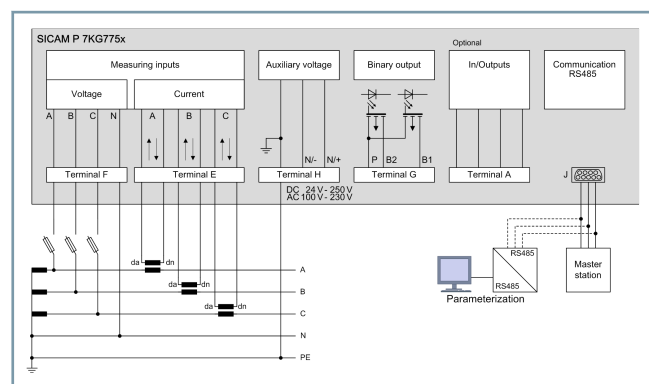 SICAM P 7KG775x
Optional
Measuring inputs
Auxiliary voltage
Binary output
In/Outputs
Communication
RS485
Voltage
Current
A B C N
A B C
N/- N/+
P B2 B1
J
Terminal F
Terminal E
Terminal H
Terminal G
Terminal A
DC 24 V - 250 V
AC 100 V - 230 V
RS485
RS485
Master
station
Parameterization
da dn
A
da dn
B
da dn
C
N
PE